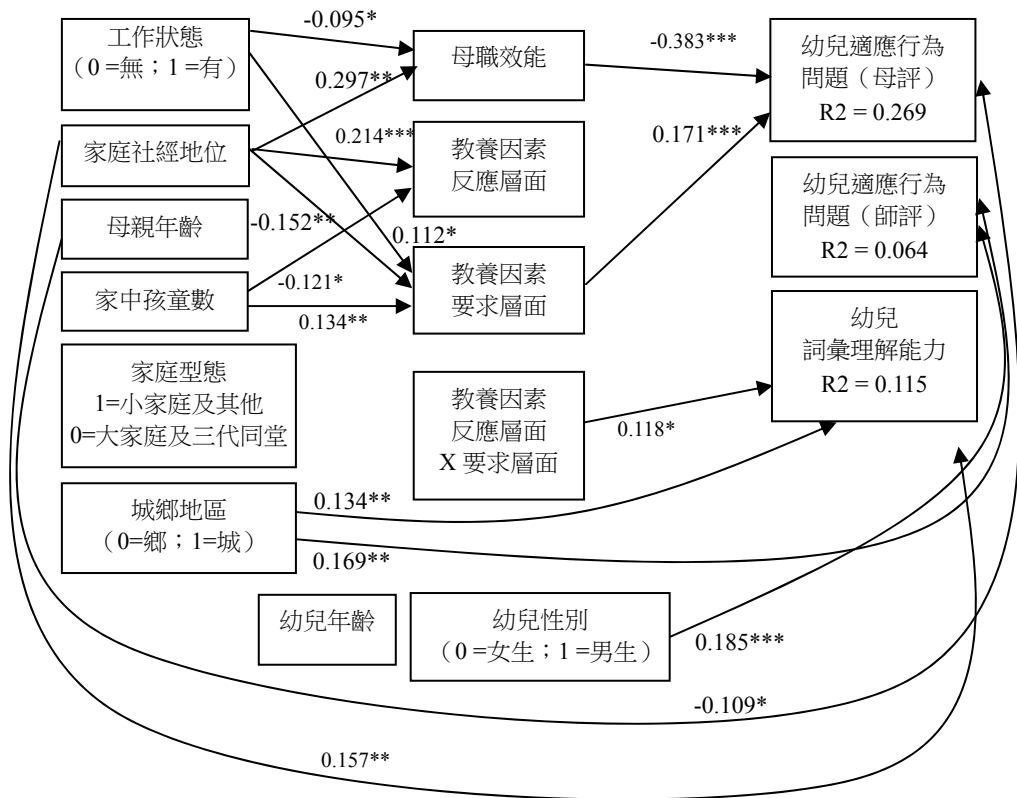 工作狀態
（0 =無；1 =有）
家庭社經地位
母親年齡
家中孩童數
家庭型態
1=小家庭及其他
0=大家庭及三代同堂
城鄉地區
（0=鄉；1=城）
幼兒年齡
幼兒性別
（0 =女生；1 =男生）
母職效能
教養因素
反應層面
教養因素
要求層面
教養因素
反應層面
X 要求層面
幼兒適應行為
問題（母評）
R2 = 0.269
幼兒適應行為
問題（師評）
R2 = 0.064
幼兒
詞彙理解能力
R2 = 0.115
-0.095*
0.297**
0.214***
-0.152**
0.112*
-0.121*
0.134**
-0.383***
0.171***
0.118*
0.134**
0.169**
0.185***
-0.109*
0.157**